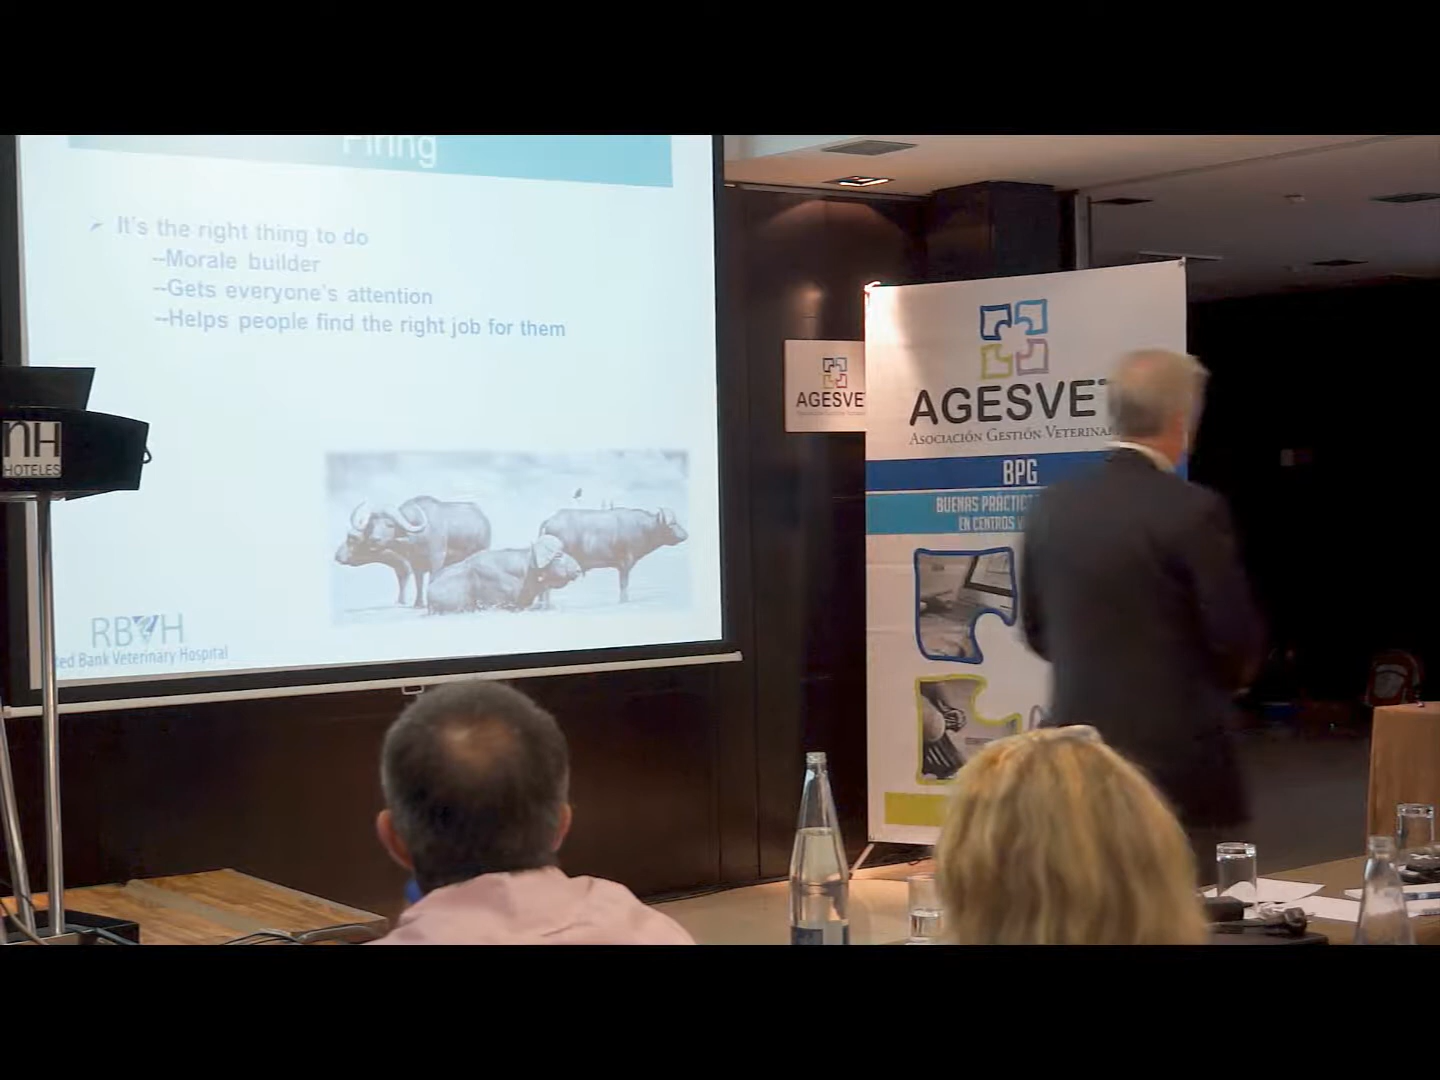 Firing
➢ It's the right thing to do
--Morale builder
--Gets everyone's attention
--Helps people find the right job for them
RBVH
Red Bank Veterinary Hospital
nH
HOTELES
AGESVE
AGESVET
ASOCIACIÓN GESTIÓN VETERINAR
BPG
BUENAS PRÁCTIC
EN CENTROS V